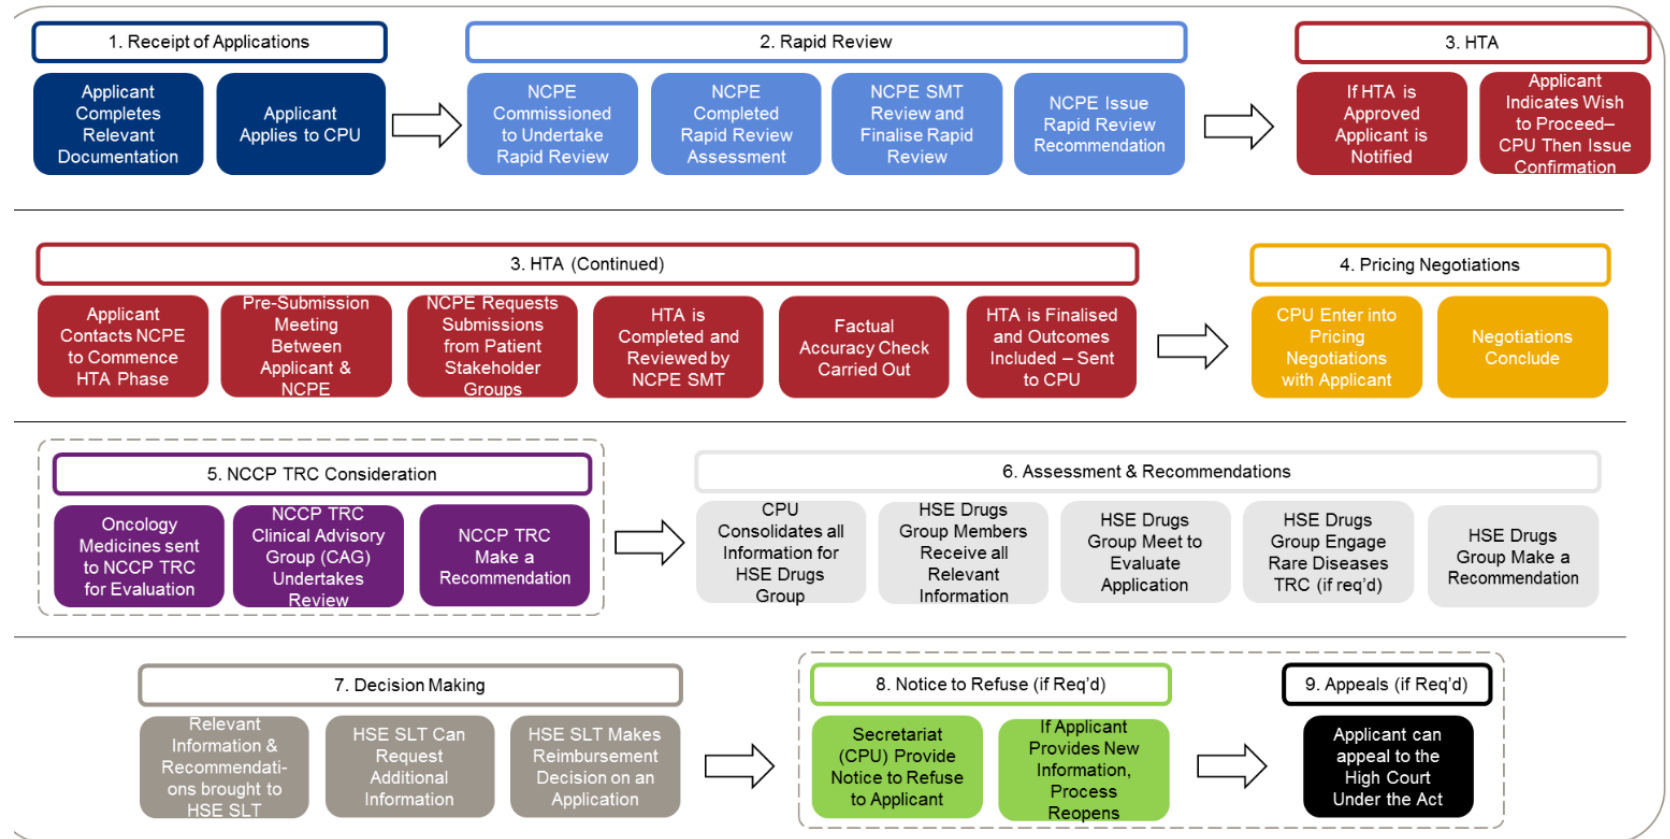 1. Receipt of Applications
Applicant
Completes
Relevant
Documentation
Applicant
Applies to CPU
2. Rapid Review
NCPE
Commissioned
to Undertake
Rapid Review
NCPE
Completed
Rapid Review
Assessment
NCPE SMT
Review and
Finalise Rapid
Review
NCPE Issue
Rapid Review
Recommendation
3. HTA
If HTA is
Approved
Applicant is
Notified
Applicant
Indicates Wish
to Proceed–
CPU Then Issue
Confirmation
3. HTA (Continued)
Applicant
Contacts NCPE
to Commence
HTA Phase
Pre-Submission
Meeting
Between
Applicant &
NCPE
NCPE Requests
Submissions
from Patient
Stakeholder
Groups
HTA is
Completed and
Reviewed by
NCPE SMT
Factual
Accuracy Check
Carried Out
HTA is Finalised
and Outcomes
Included – Sent
to CPU
4. Pricing Negotiations
CPU Enter into
Pricing
Negotiations
with Applicant
Negotiations
Conclude
5. NCCP TRC Consideration
Oncology
Medicines sent
to NCCP TRC
for Evaluation
NCCP TRC
Clinical Advisory
Group (CAG)
Undertakes
Review
NCCP TRC
Make a
Recommendation
6. Assessment & Recommendations
CPU
Consolidates all
Information for
HSE Drugs
Group
HSE Drugs
Group Members
Receive all
Relevant
Information
HSE Drugs
Group Meet to
Evaluate
Application
HSE Drugs
Group Engage
Rare Diseases
TRC (if req’d)
HSE Drugs
Group Make a
Recommendation
7. Decision Making
Relevant
Information &
Recommendati-
ons brought to
HSE SLT
HSE SLT Can
Request
Additional
Information
HSE SLT Makes
Reimbursement
Decision on an
Application
8. Notice to Refuse (if Req’d)
Secretariat
(CPU) Provide
Notice to Refuse
to Applicant
If Applicant
Provides New
Information,
Process
Reopens
9. Appeals (if Req’d)
Applicant can
appeal to the
High Court
Under the Act